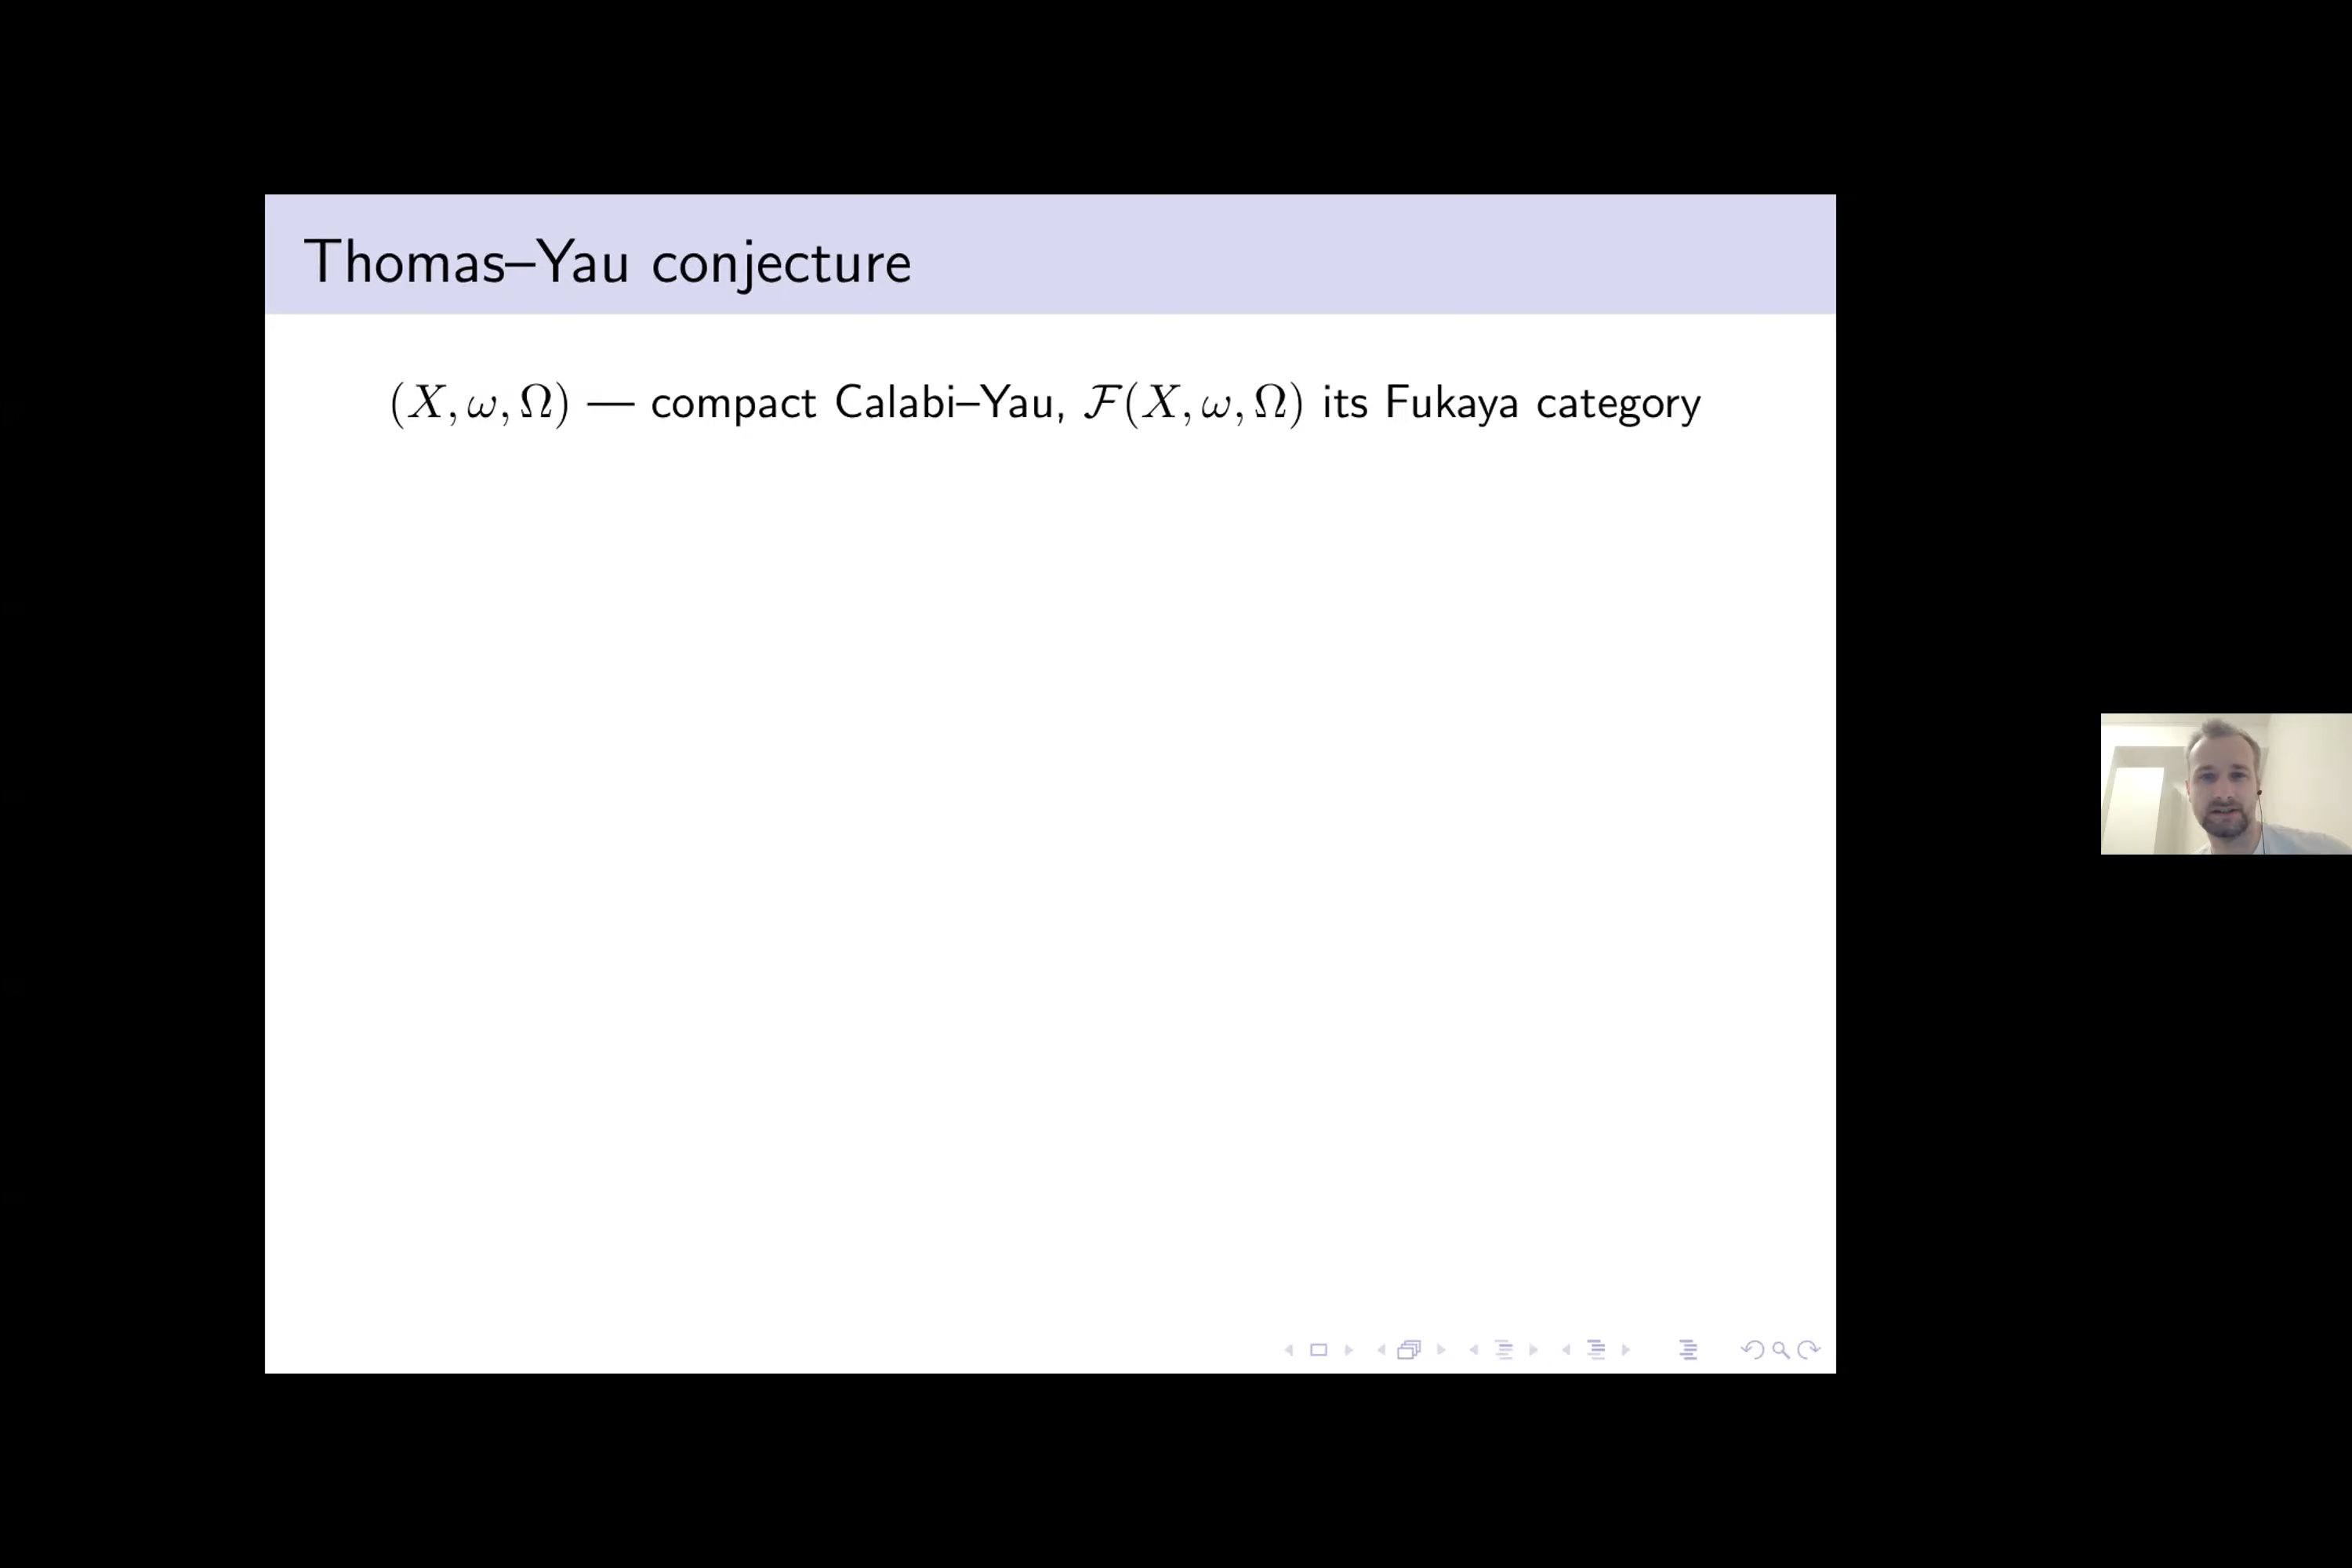 Thomas–Yau conjecture
(X, ω, Ω) — compact Calabi–Yau, ℱ(X, ω, Ω) its Fukaya category